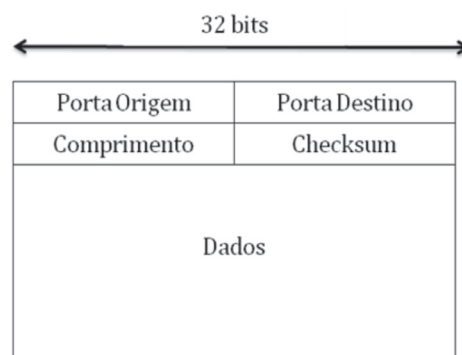 32 bits
Porta Origem Porta Destino
Comprimento Checksum
Dados